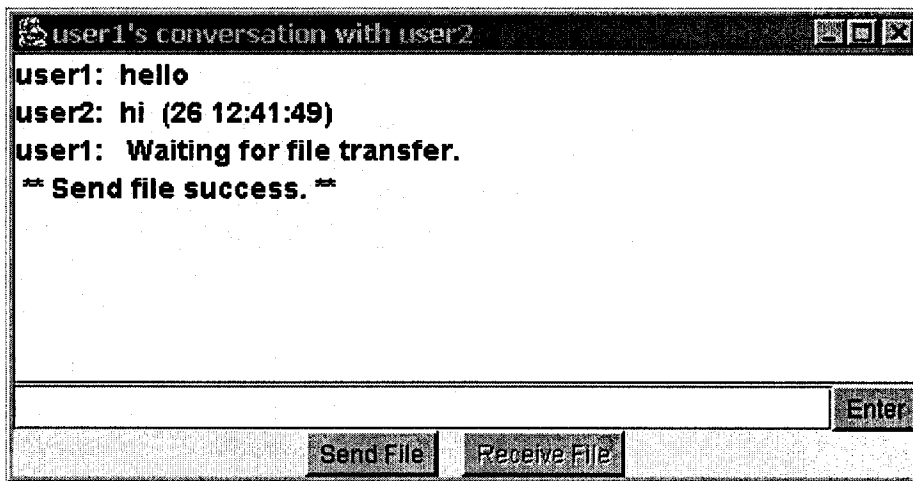 user1's conversation with user2
user1: hello
user2: hi (26 12:41:49)
user1: Waiting for file transfer.
** Send file success. **
Enter
Send File Receive File